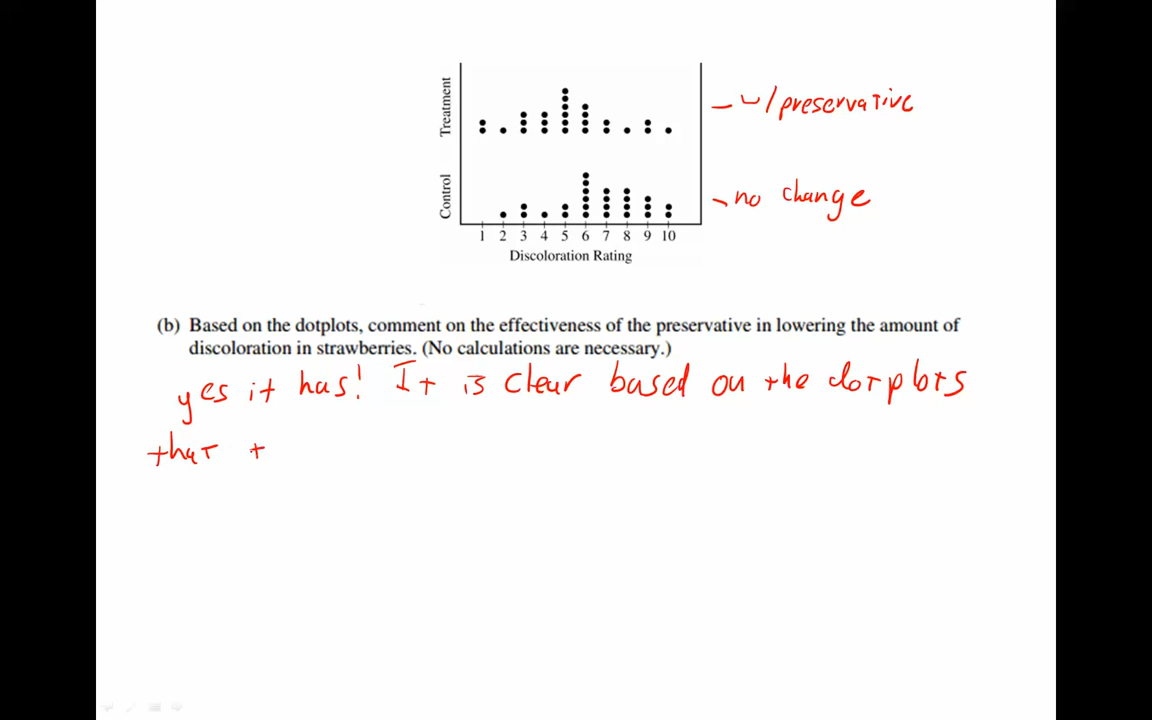 Treatment
– w/preservative
Control
– no change
1 2 3 4 5 6 7 8 9 10
Discoloration Rating
(b) Based on the dotplots, comment on the effectiveness of the preservative in lowering the amount of
discoloration in strawberries. (No calculations are necessary.)
yes it has! It is clear based on the dotplots
that t